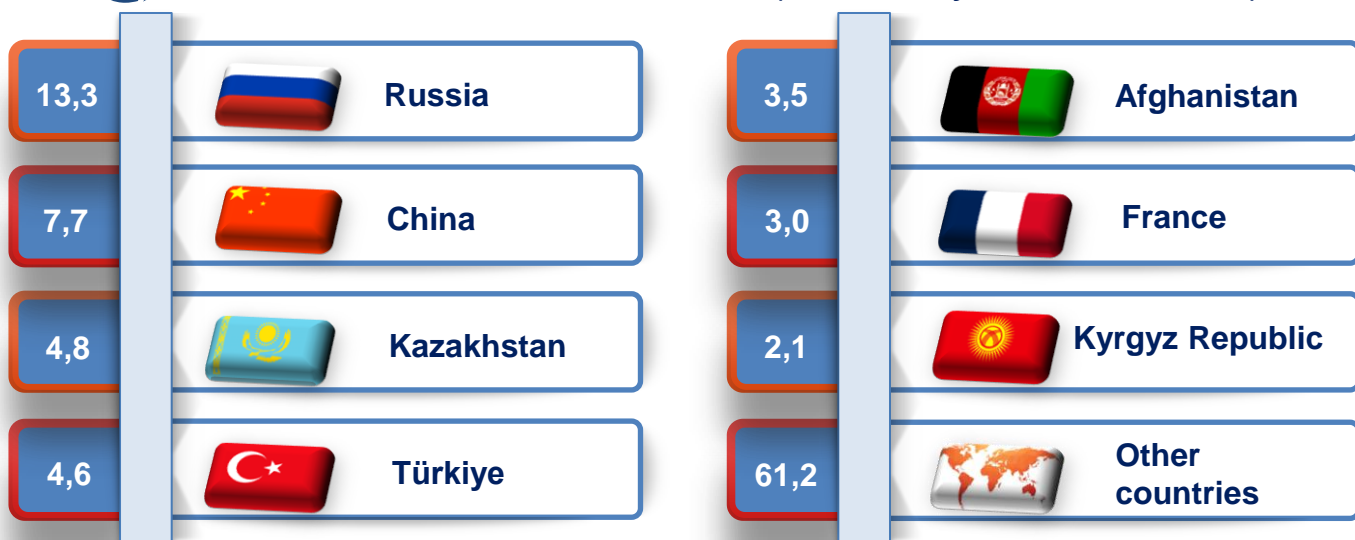 13,3
Russia
7,7
China
4,8
Kazakhstan
4,6
Türkiye
3,5
Afghanistan
3,0
France
2,1
Kyrgyz Republic
61,2
Other
countries